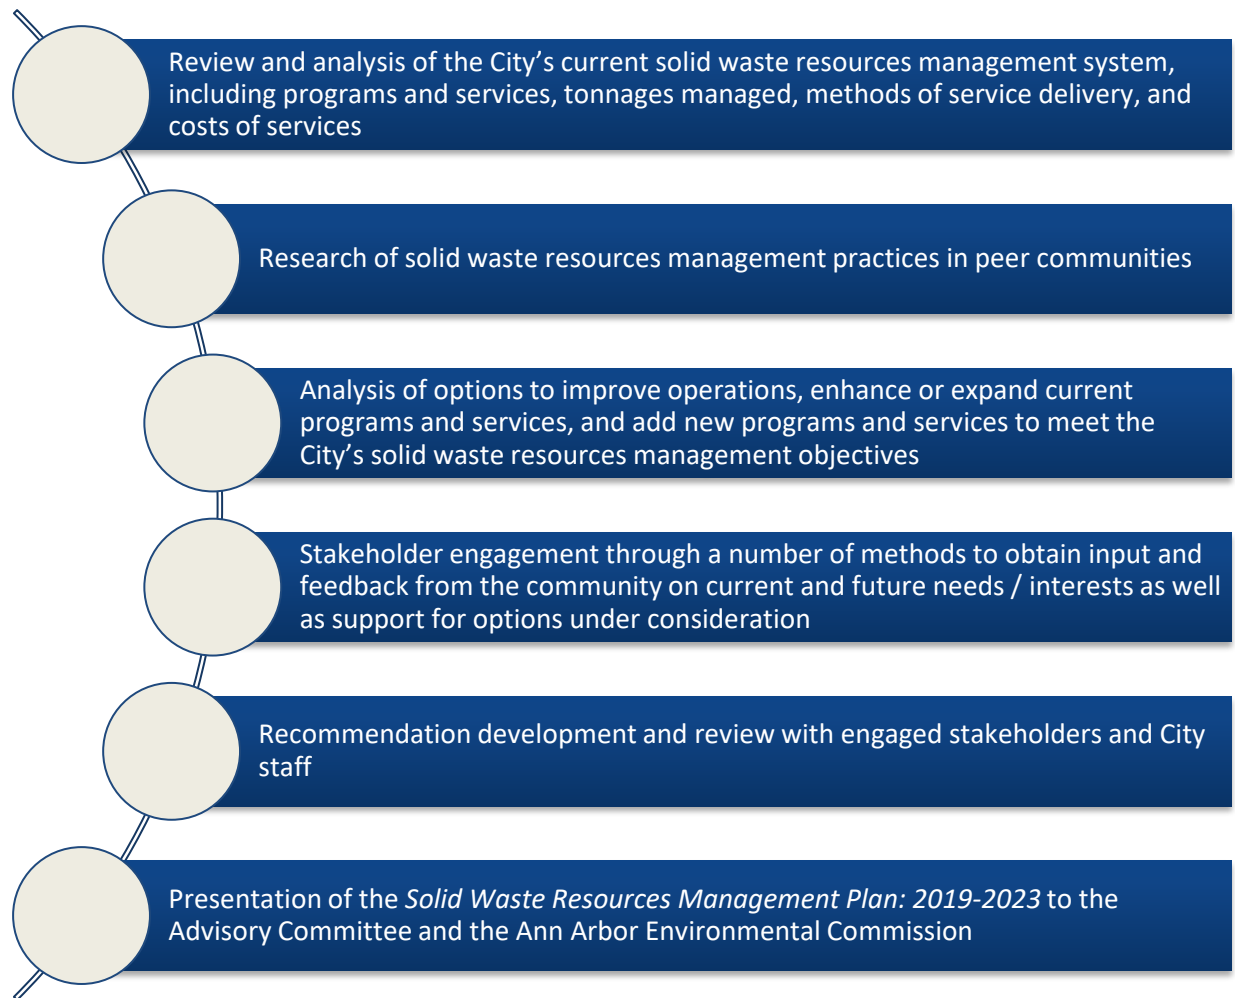 Review and analysis of the City’s current solid waste resources management system,
including programs and services, tonnages managed, methods of service delivery, and
costs of services
Research of solid waste resources management practices in peer communities
Analysis of options to improve operations, enhance or expand current
programs and services, and add new programs and services to meet the
City’s solid waste resources management objectives
Stakeholder engagement through a number of methods to obtain input and
feedback from the community on current and future needs / interests as well
as support for options under consideration
Recommendation development and review with engaged stakeholders and City
staff
Presentation of the Solid Waste Resources Management Plan: 2019-2023 to the
Advisory Committee and the Ann Arbor Environmental Commission